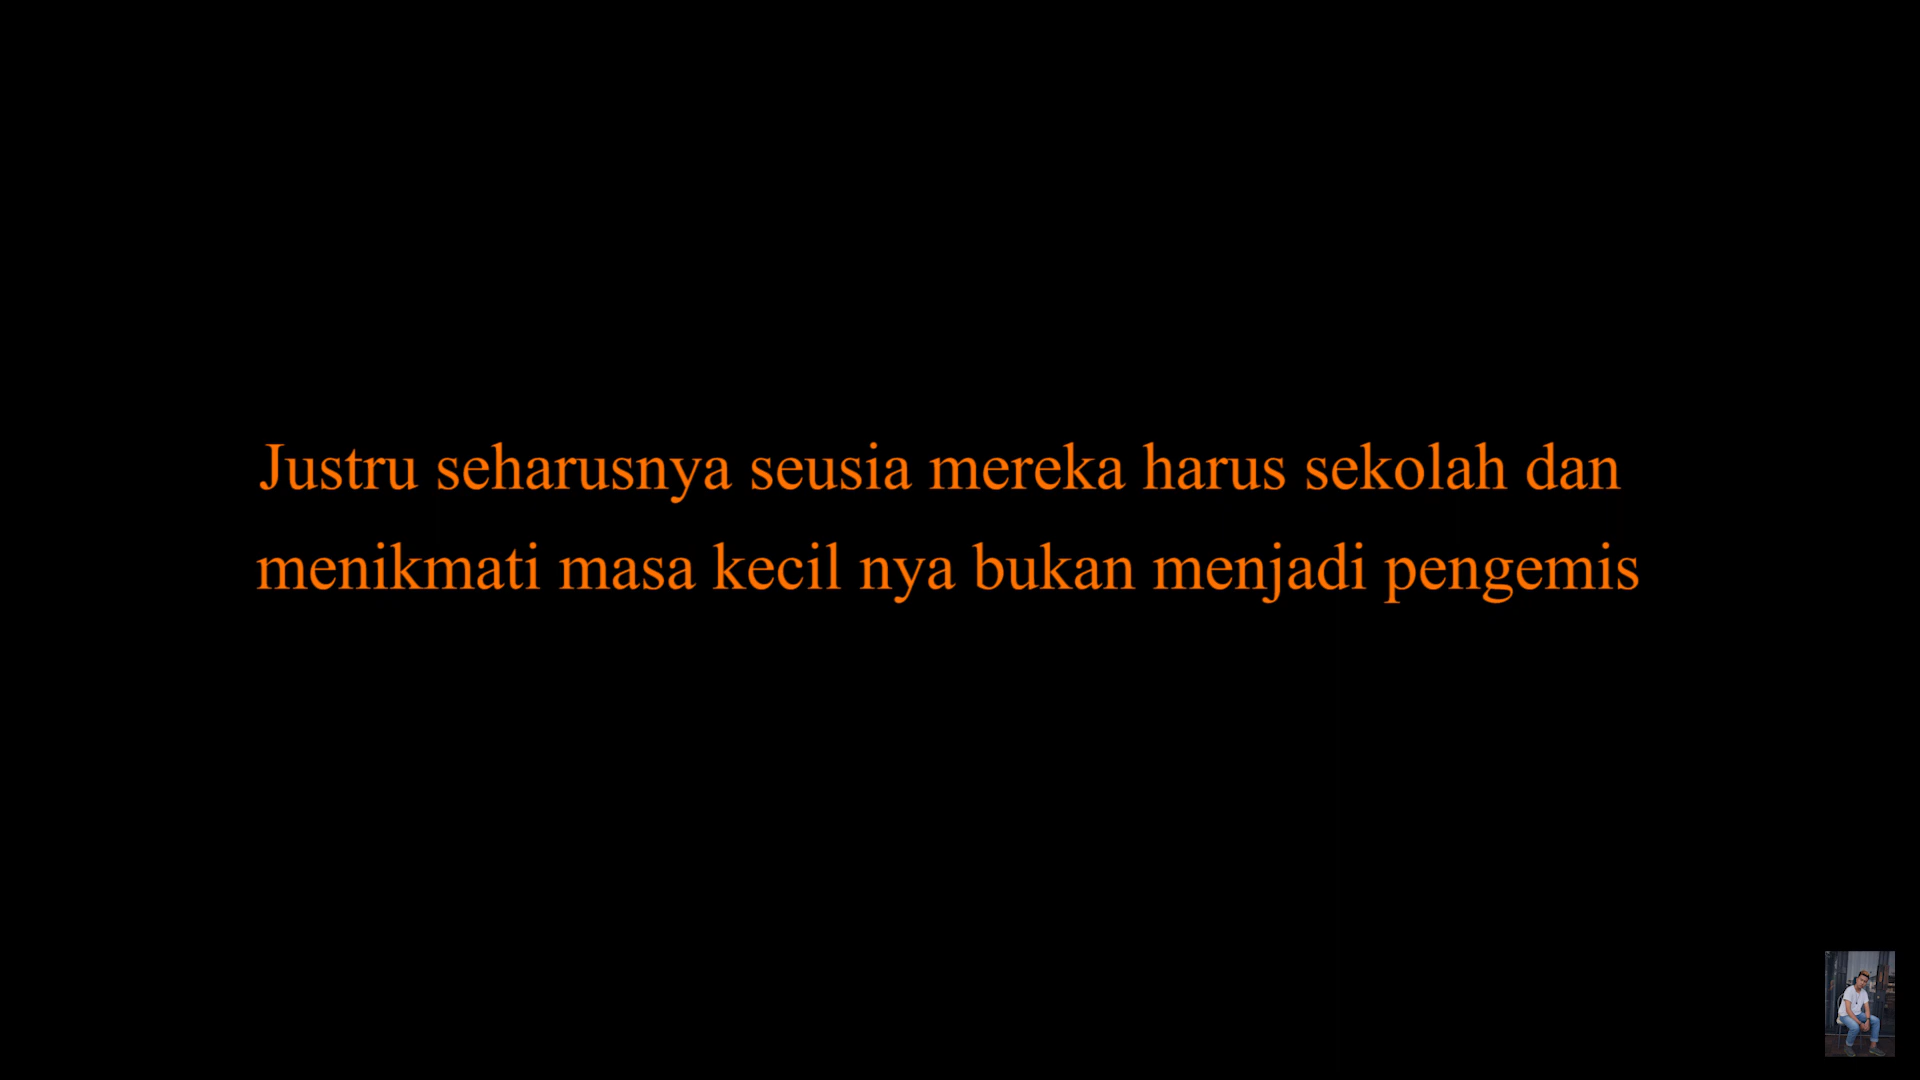 Justru seharusnya seusia mereka harus sekolah dan
menikmati masa kecil nya bukan menjadi pengemis